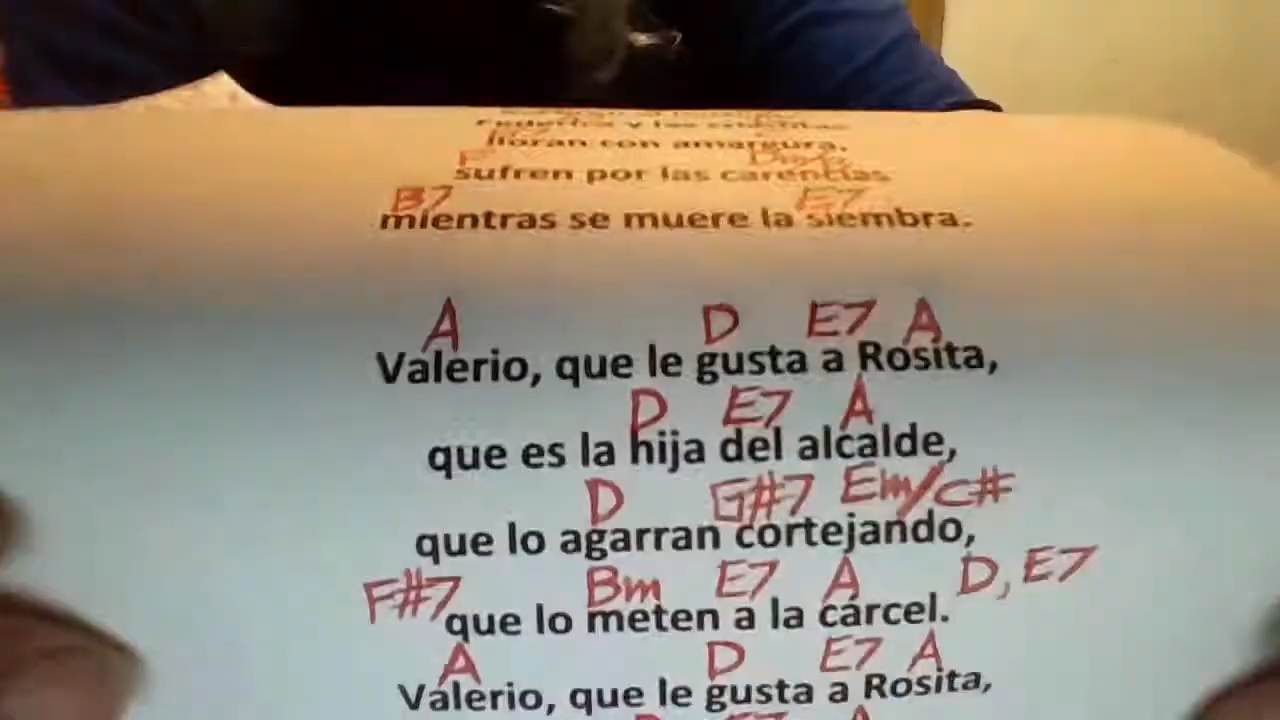 lloran con amargura,
F Dm/
sufren por las carencias
B7 E7
mientras se muere la siembra.
A D E7 A
Valerio, que le gusta a Rosita,
D E7 A
que es la hija del alcalde,
D G#7 Em/C#
que lo agarran cortejando,
F#7 Bm E7 A D, E7
que lo meten a la cárcel.
A D E7 A
Valerio, que le gusta a Rosita,